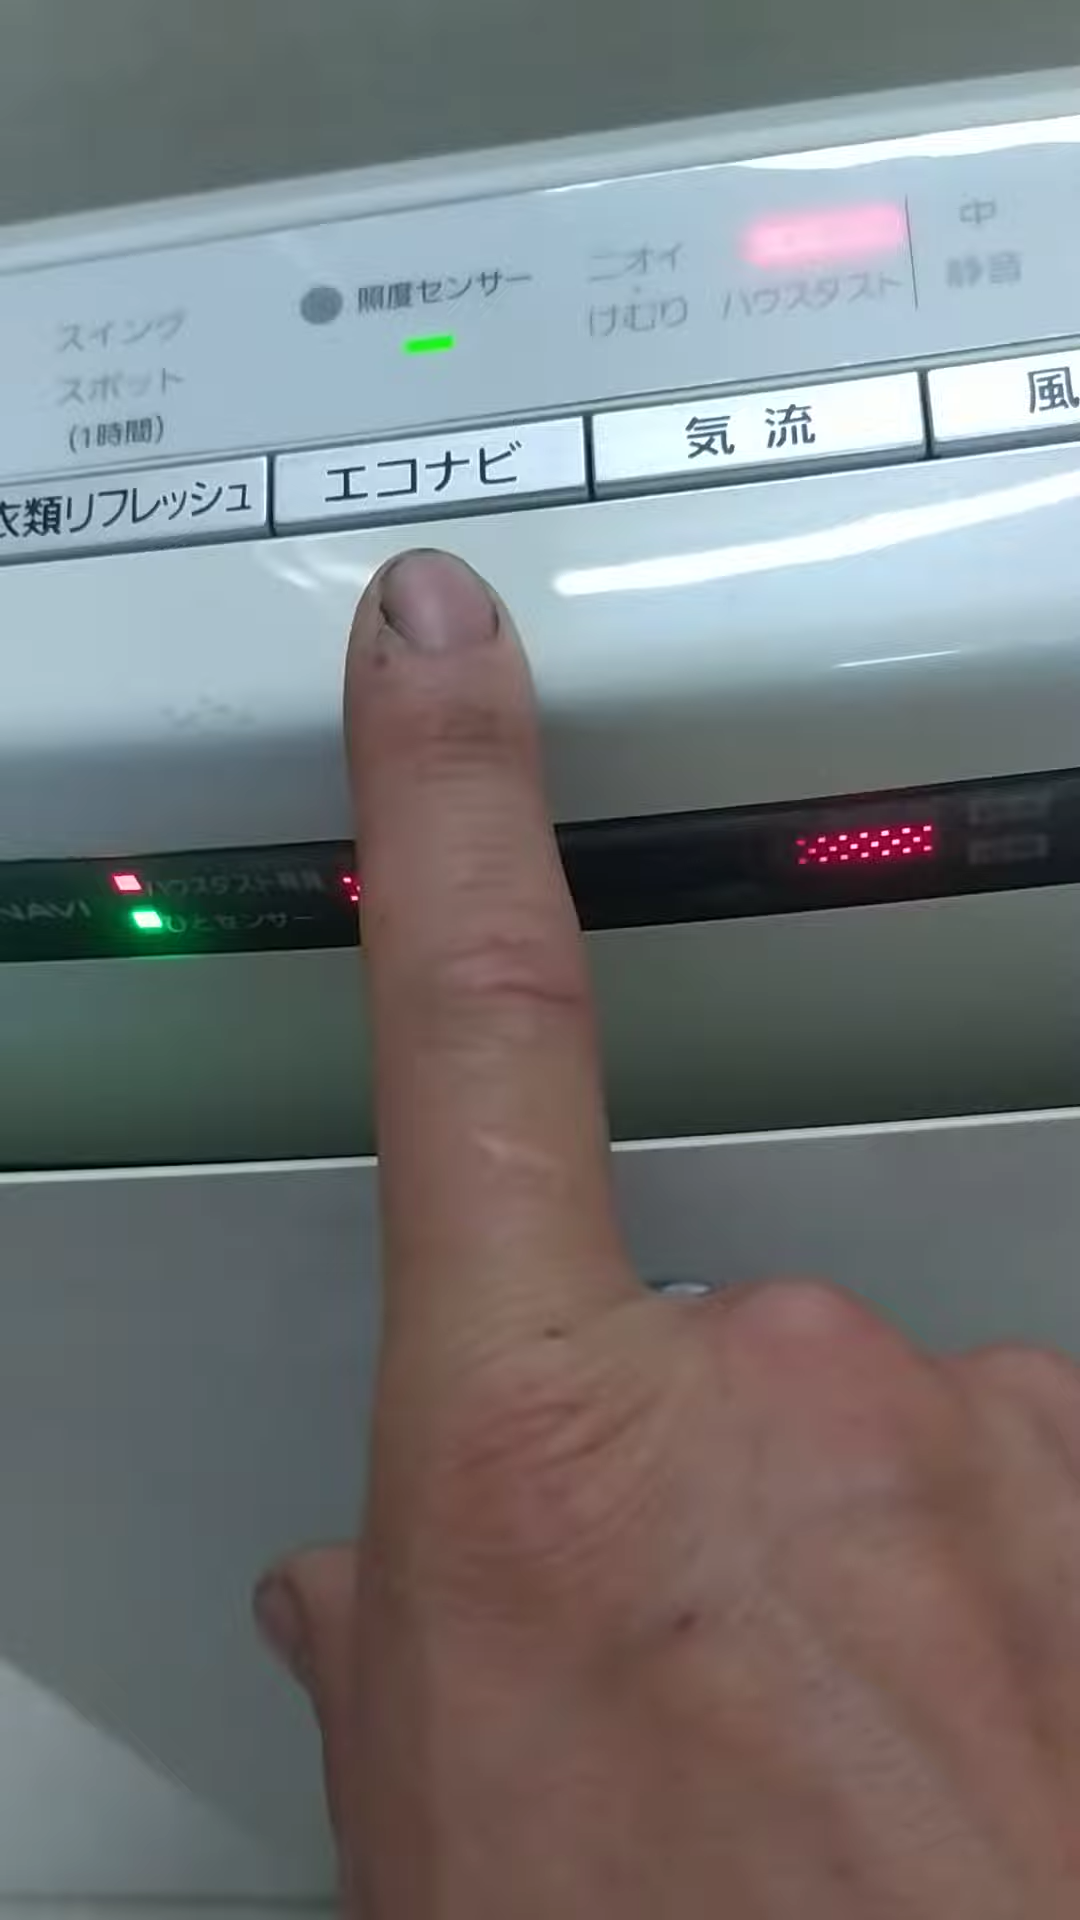 スイング
スポット
(1時間)
照度センサー
ニオイ
けむり
ハウスダスト
中
静音
衣類リフレッシュ
エコナビ
気流
風
NAVI
ハウスダスト発見
ひとセンサー